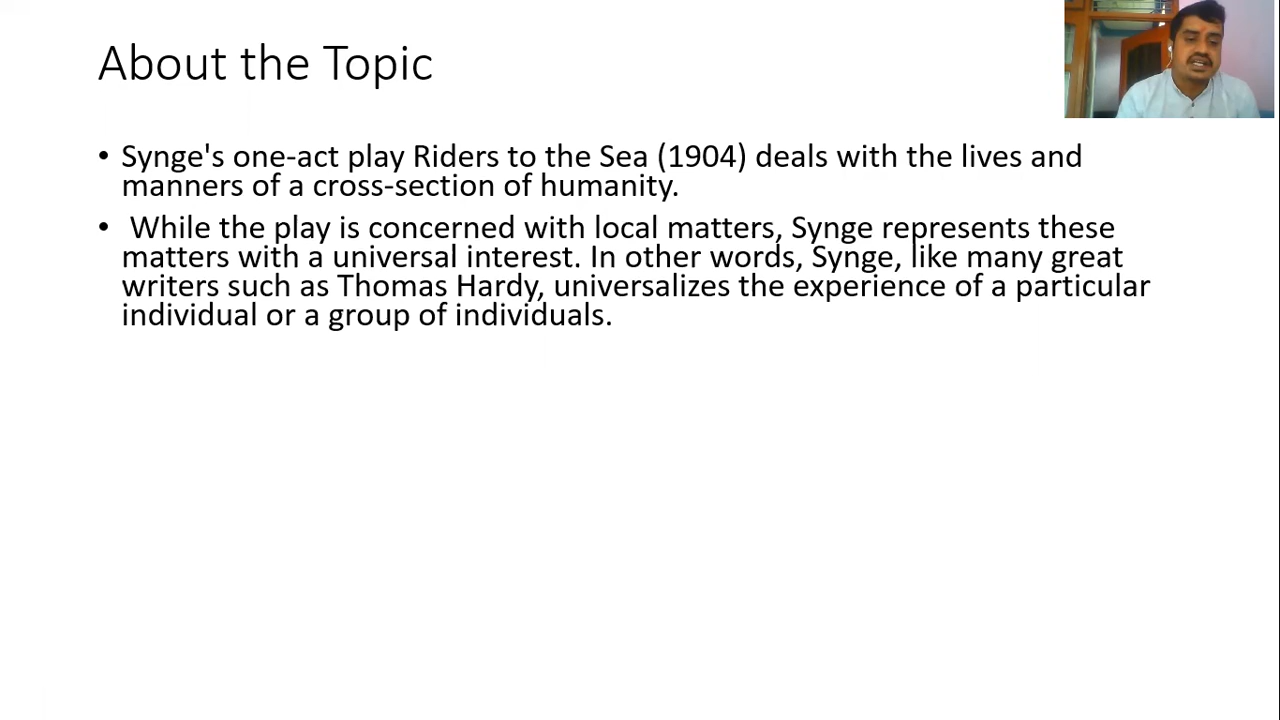 About the Topic
• Synge's one-act play Riders to the Sea (1904) deals with the lives and
manners of a cross-section of humanity.
• While the play is concerned with local matters, Synge represents these
matters with a universal interest. In other words, Synge, like many great
writers such as Thomas Hardy, universalizes the experience of a particular
individual or a group of individuals.